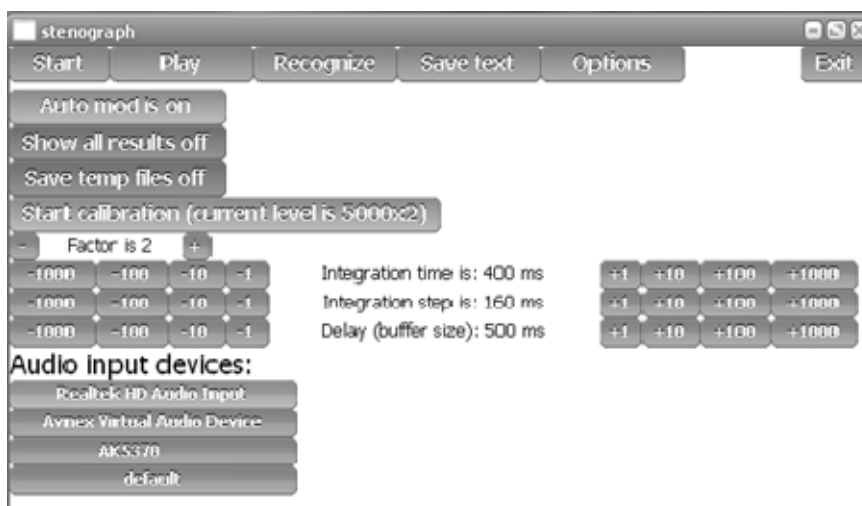 stenograph
Start Play Recognize Save text Options Exit
Auto mod is on
Show all results off
Save temp files off
Start calibration (current level is 5000x2)
- Factor is 2 +
-1000 -100 -10 -1 Integration time is: 400 ms +1 +10 +100 +1000
-1000 -100 -10 -1 Integration step is: 160 ms +1 +10 +100 +1000
-1000 -100 -10 -1 Delay (buffer size): 500 ms +1 +10 +100 +1000
Audio input devices:
Realtek HD Audio Input
Avnex Virtual Audio Device
AK5370
default